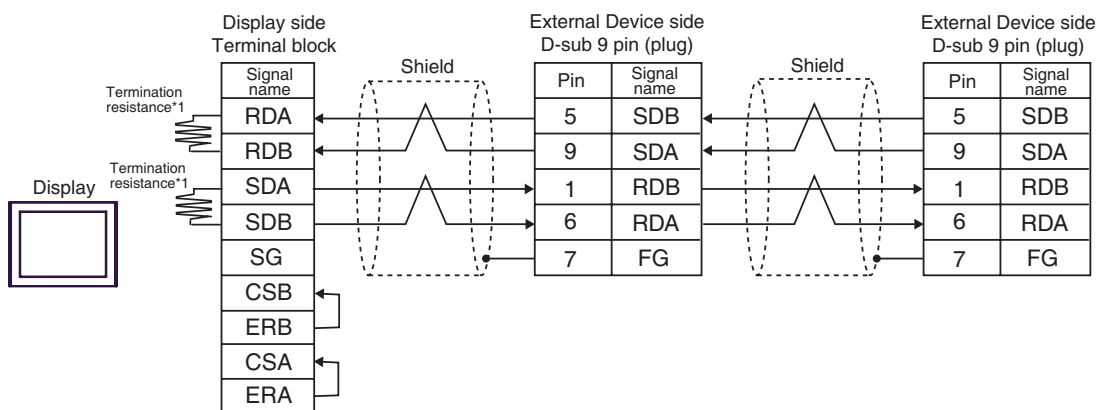 Display side
Terminal block
External Device side
D-sub 9 pin (plug)
External Device side
D-sub 9 pin (plug)
Shield
Shield
Termination
resistance*1
Termination
resistance*1
Display
Signal
name
RDA
RDB
SDA
SDB
SG
CSB
ERB
CSA
ERA
Pin Signal
name
5 SDB
9 SDA
1 RDB
6 RDA
7 FG
Pin Signal
name
5 SDB
9 SDA
1 RDB
6 RDA
7 FG